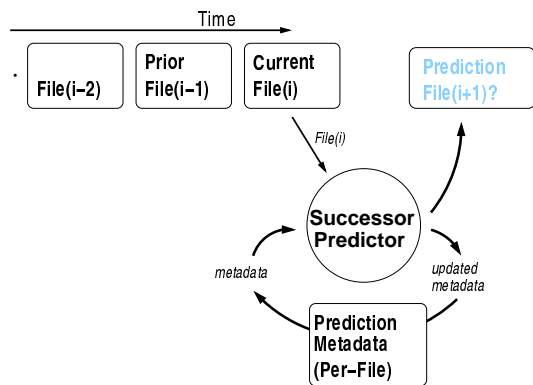 Time
File(i−2)
Prior
File(i−1)
Current
File(i)
Prediction
File(i+1)?
File(i)
Successor
Predictor
metadata
updated
metadata
Prediction
Metadata
(Per−File)